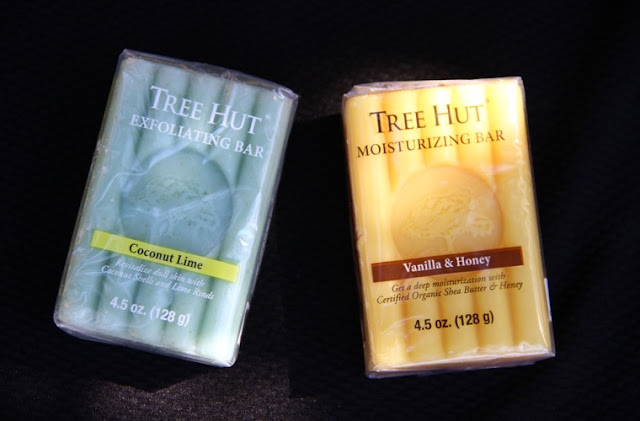 TREE HUT®
EXFOLIATING BAR
Coconut Lime
Revitalize dull skin with
Coconut Shells and Lime Rinds
4.5 oz. (128 g)
TREE HUT®
MOISTURIZING BAR
Vanilla & Honey
Get a deep moisturization with
Certified Organic Shea Butter & Honey
4.5 oz. (128 g)